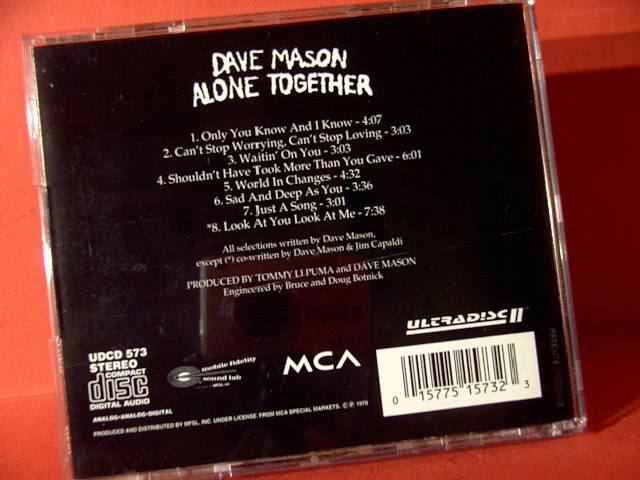 DAVE MASON
ALONE TOGETHER
1. Only You Know And I Know - 4:07
2. Can't Stop Worrying, Can't Stop Loving - 3:03
3. Waitin' On You - 3:03
4. Shouldn't Have Took More Than You Gave - 6:01
5. World In Changes - 4:32
6. Sad And Deep As You - 3:36
7. Just A Song - 3:01
*8. Look At You Look At Me - 7:38
All selections written by Dave Mason,
except (*) co-written by Dave Mason & Jim Capaldi
PRODUCED BY TOMMY LI PUMA and DAVE MASON
Engineered by Bruce and Doug Botnick
ULTRADISC II
UDCD 573
STEREO
COMPACT
disc
DIGITAL AUDIO
mobile fidelity
sound lab
MCA
0 15775 15732 3
ANALOG-ANALOG-DIGITAL
PRODUCED AND DISTRIBUTED BY MFSL, INC. UNDER LICENSE. FROM MCA SPECIAL MARKETS. © ℗ 1970